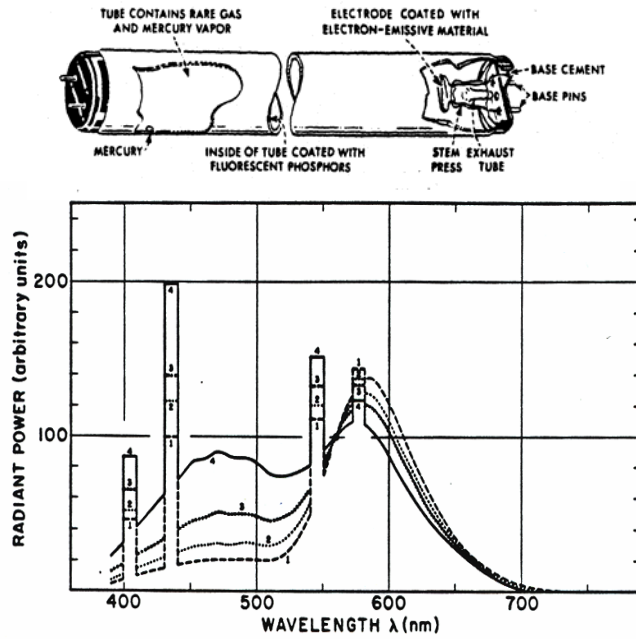 TUBE CONTAINS RARE GAS
AND MERCURY VAPOR
ELECTRODE COATED WITH
ELECTRON-EMISSIVE MATERIAL
BASE CEMENT
BASE PINS
MERCURY
INSIDE OF TUBE COATED WITH
FLUORESCENT PHOSPHORS
STEM
PRESS
EXHAUST
TUBE
RADIANT POWER (arbitrary units)
200
100
4
3
2
1
4
3
2
1
4
3
2
1
1
3
4
4
3
2
1
400
500
600
700
WAVELENGTH λ (nm)